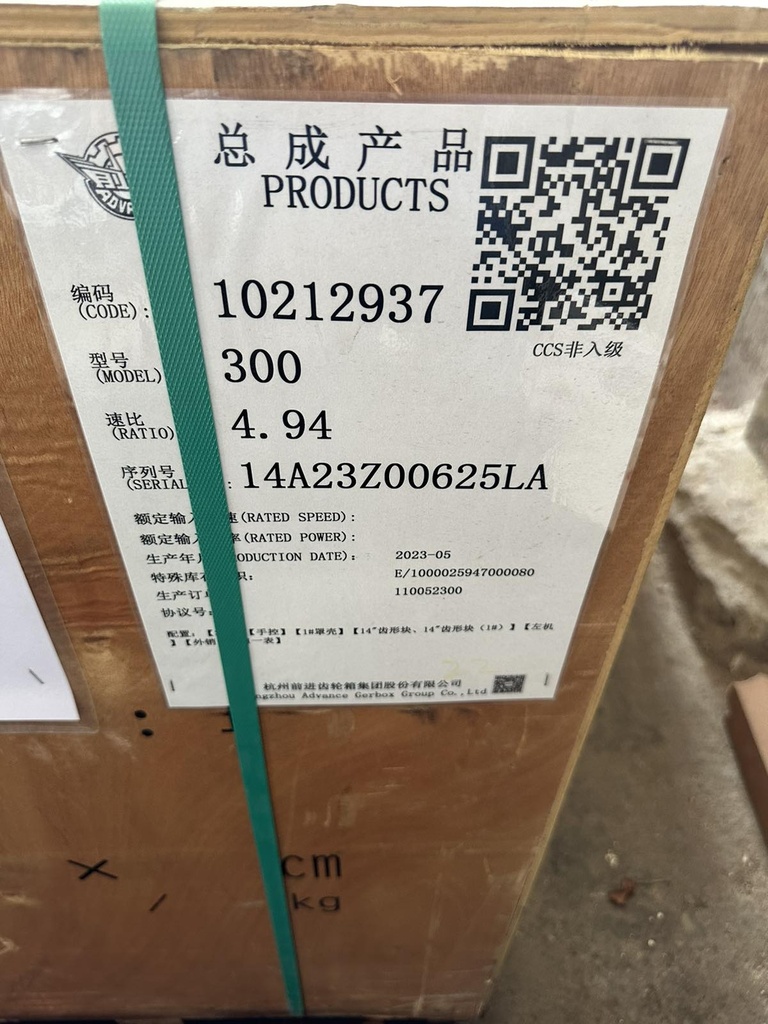 总成产品
PRODUCTS
编码
(CODE):
10212937
CCS非入级
型号
(MODEL)
300
速比
(RATIO)
4.94
序列号
(SERIAL
:
14A23Z00625LA
额定输入 速(RATED SPEED):
额定输 率(RATED POWER):
生产年 ODUCTION DATE): 2023-05
特殊库存 识: E/1000025947000080
生产订 110052300
协议号:
配置: 【手控】【1#罩壳】【14"齿形块、14"齿形块(1#)】【左机
】【外销 一表】
杭州前进齿轮箱集团股份有限公司
ngzhou Advance Gerbox Group Co.,Ltd
× cm
/ kg